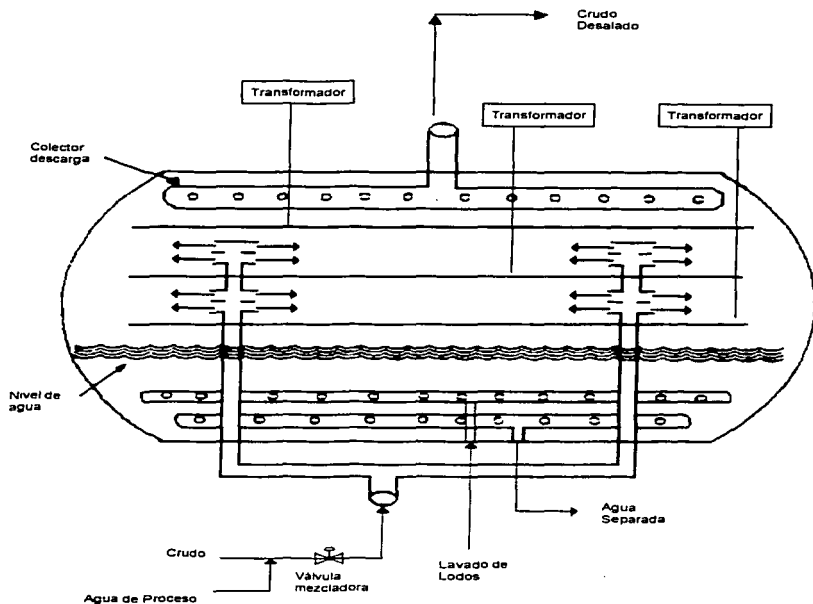 Crudo
Desalado
Transformador
Transformador
Transformador
Colector
descarga
Nivel de
agua
Agua
Separada
Crudo
Válvula
mezcladora
Lavado de
Lodos
Agua de Proceso